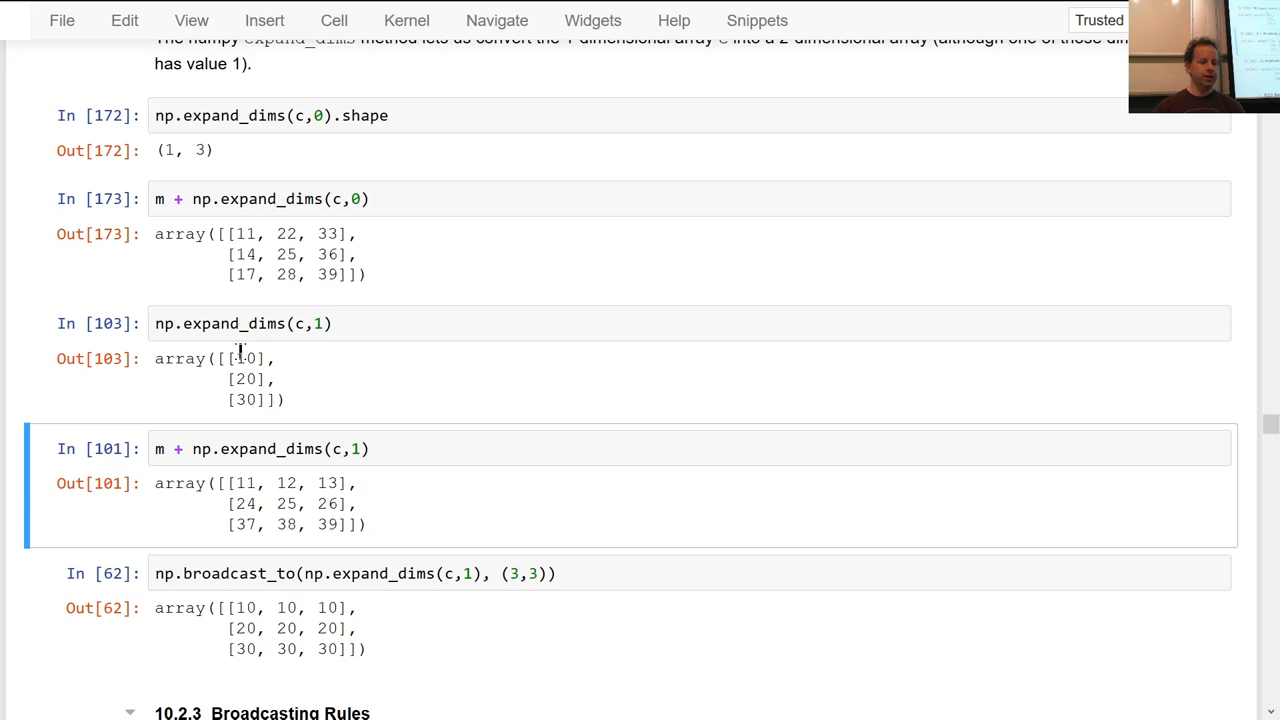 File Edit View Insert Cell Kernel Navigate Widgets Help Snippets Trusted
The numpy expand_dims method lets us convert the 1-dimensional array c into a 2-dimensional array (although one of those
has value 1).
In [172]: np.expand_dims(c,0).shape
Out[172]: (1, 3)
In [173]: m + np.expand_dims(c,0)
Out[173]: array([[11, 22, 33],
[14, 25, 36],
[17, 28, 39]])
In [103]: np.expand_dims(c,1)
Out[103]: array([[10],
[20],
[30]])
In [101]: m + np.expand_dims(c,1)
Out[101]: array([[11, 12, 13],
[24, 25, 26],
[37, 38, 39]])
In [62]: np.broadcast_to(np.expand_dims(c,1), (3,3))
Out[62]: array([[10, 10, 10],
[20, 20, 20],
[30, 30, 30]])
10.2.3 Broadcasting Rules